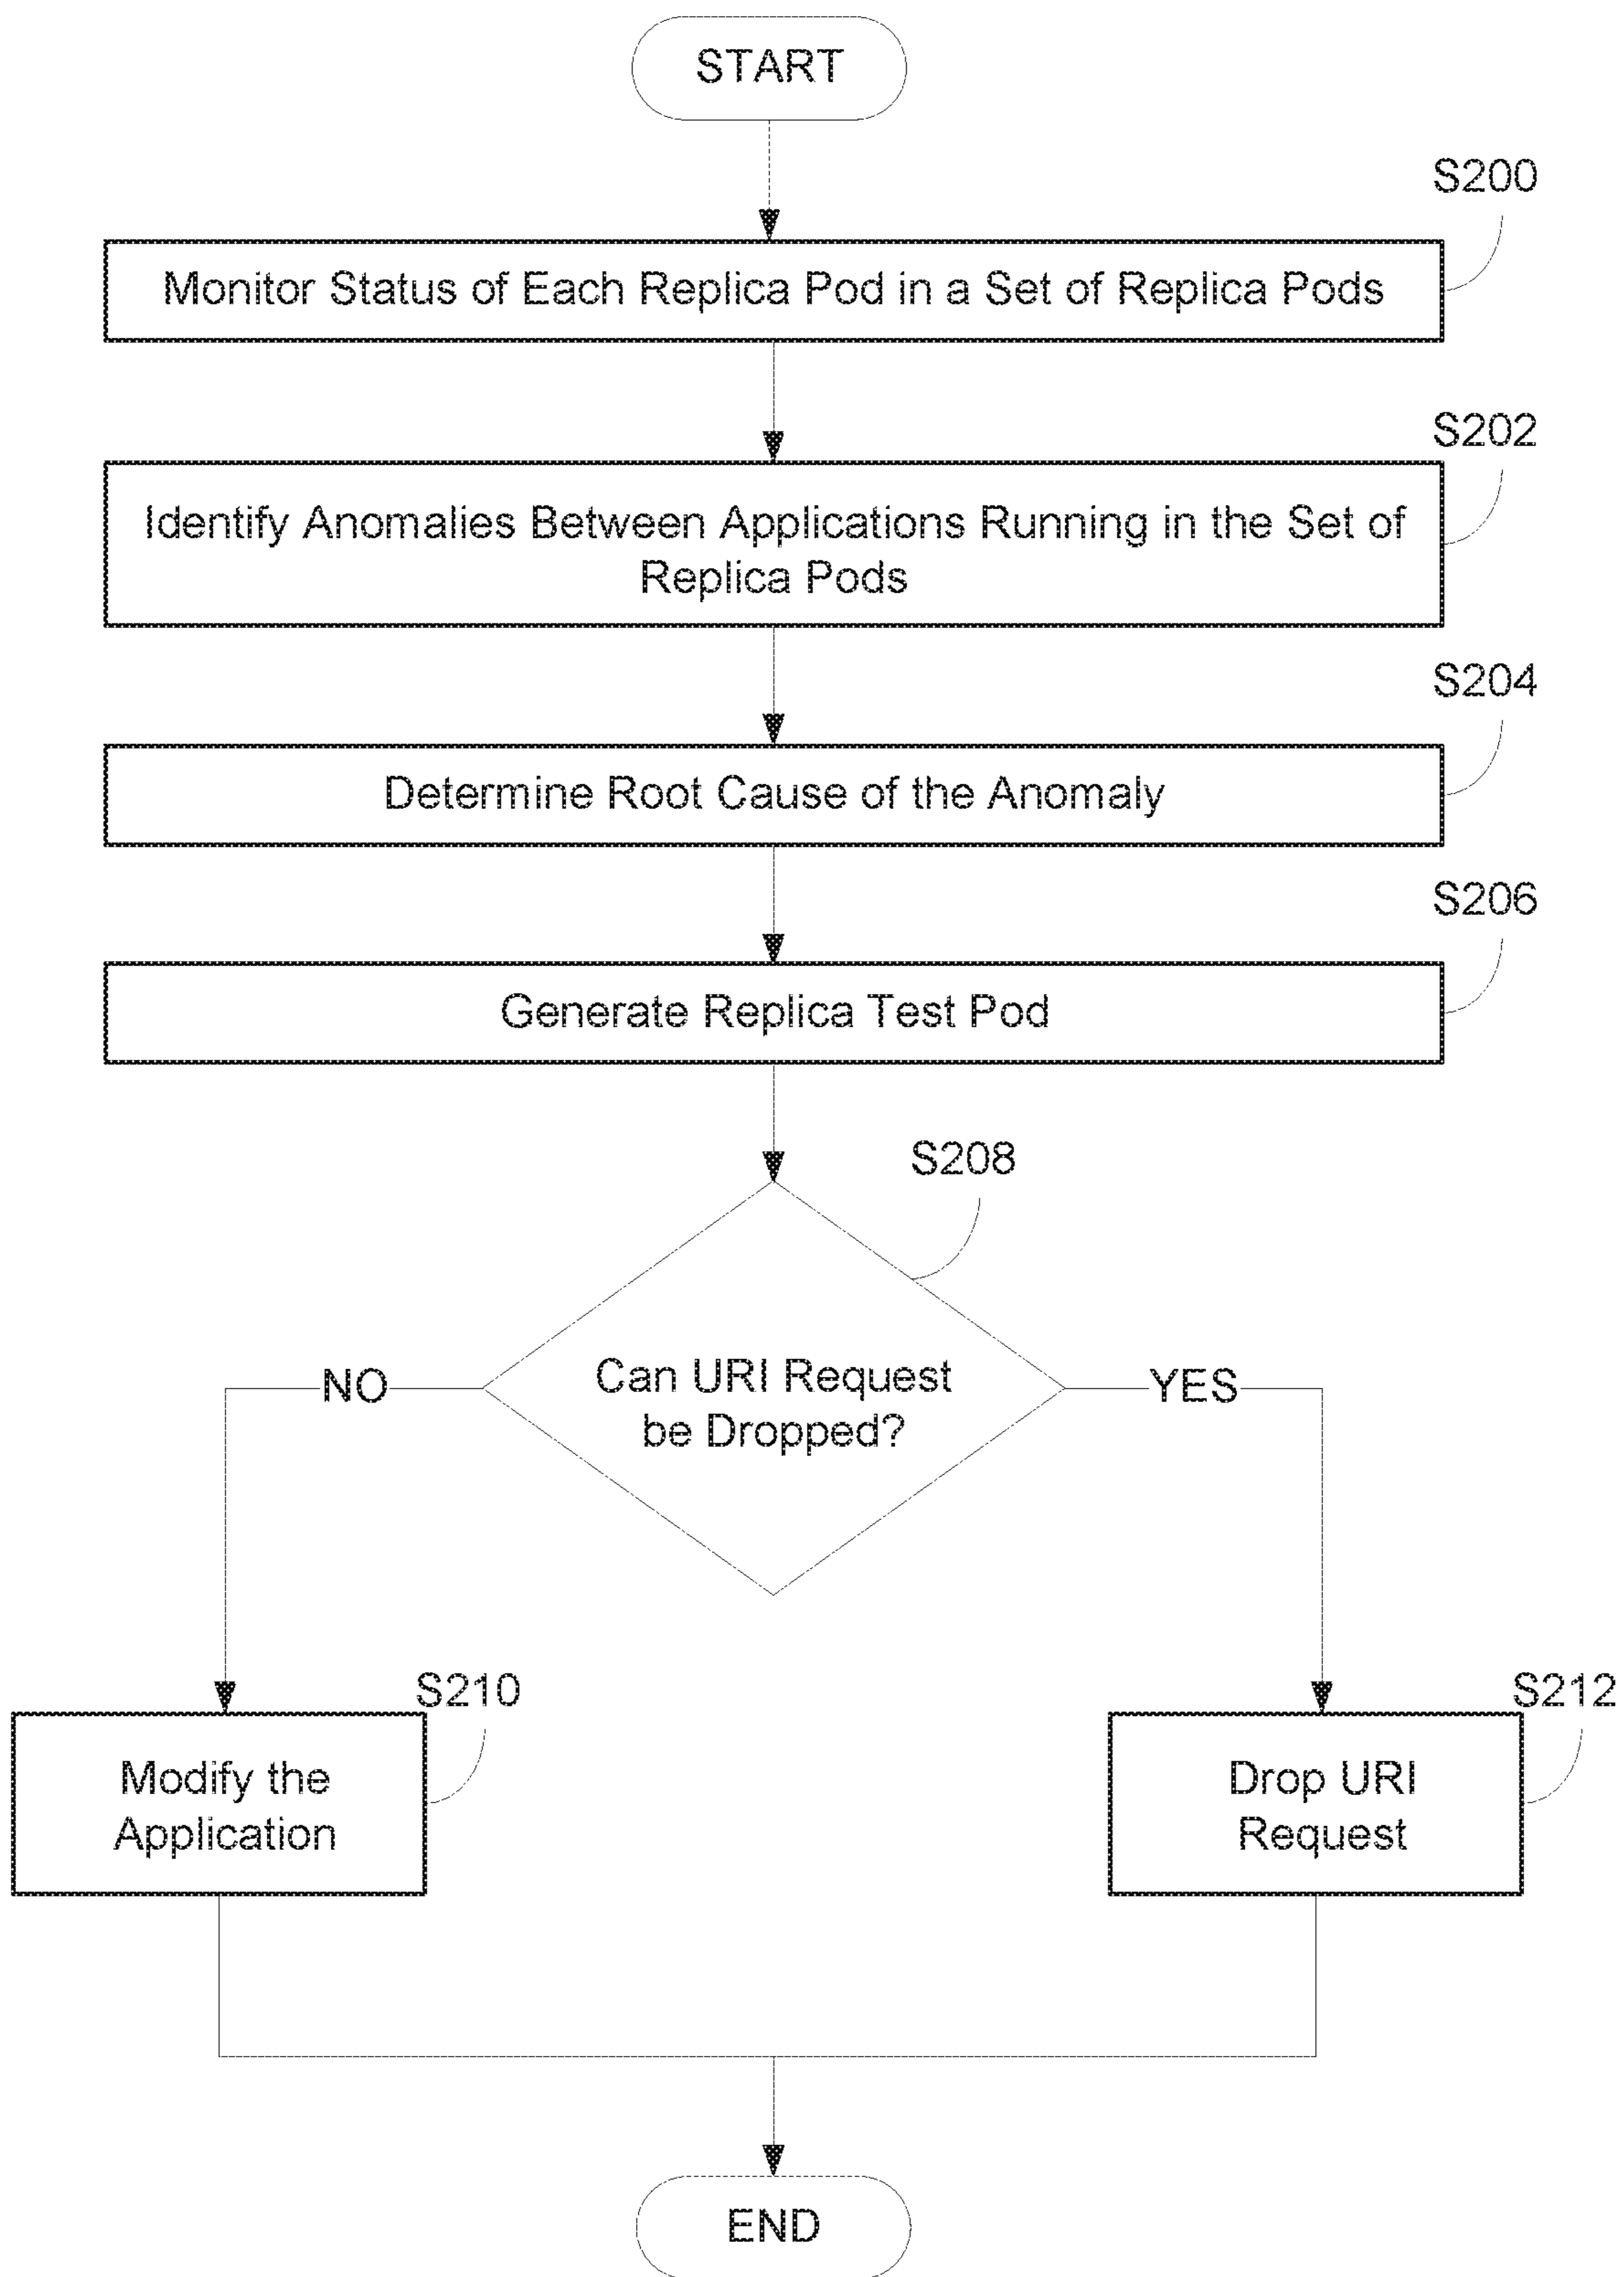 START
S200
Monitor Status of Each Replica Pod in a Set of Replica Pods
S202
Identify Anomalies Between Applications Running in the Set of
Replica Pods
S204
Determine Root Cause of the Anomaly
S206
Generate Replica Test Pod
S208
Can URI Request
be Dropped?
NO
YES
S210
Modify the
Application
S212
Drop URI
Request
END